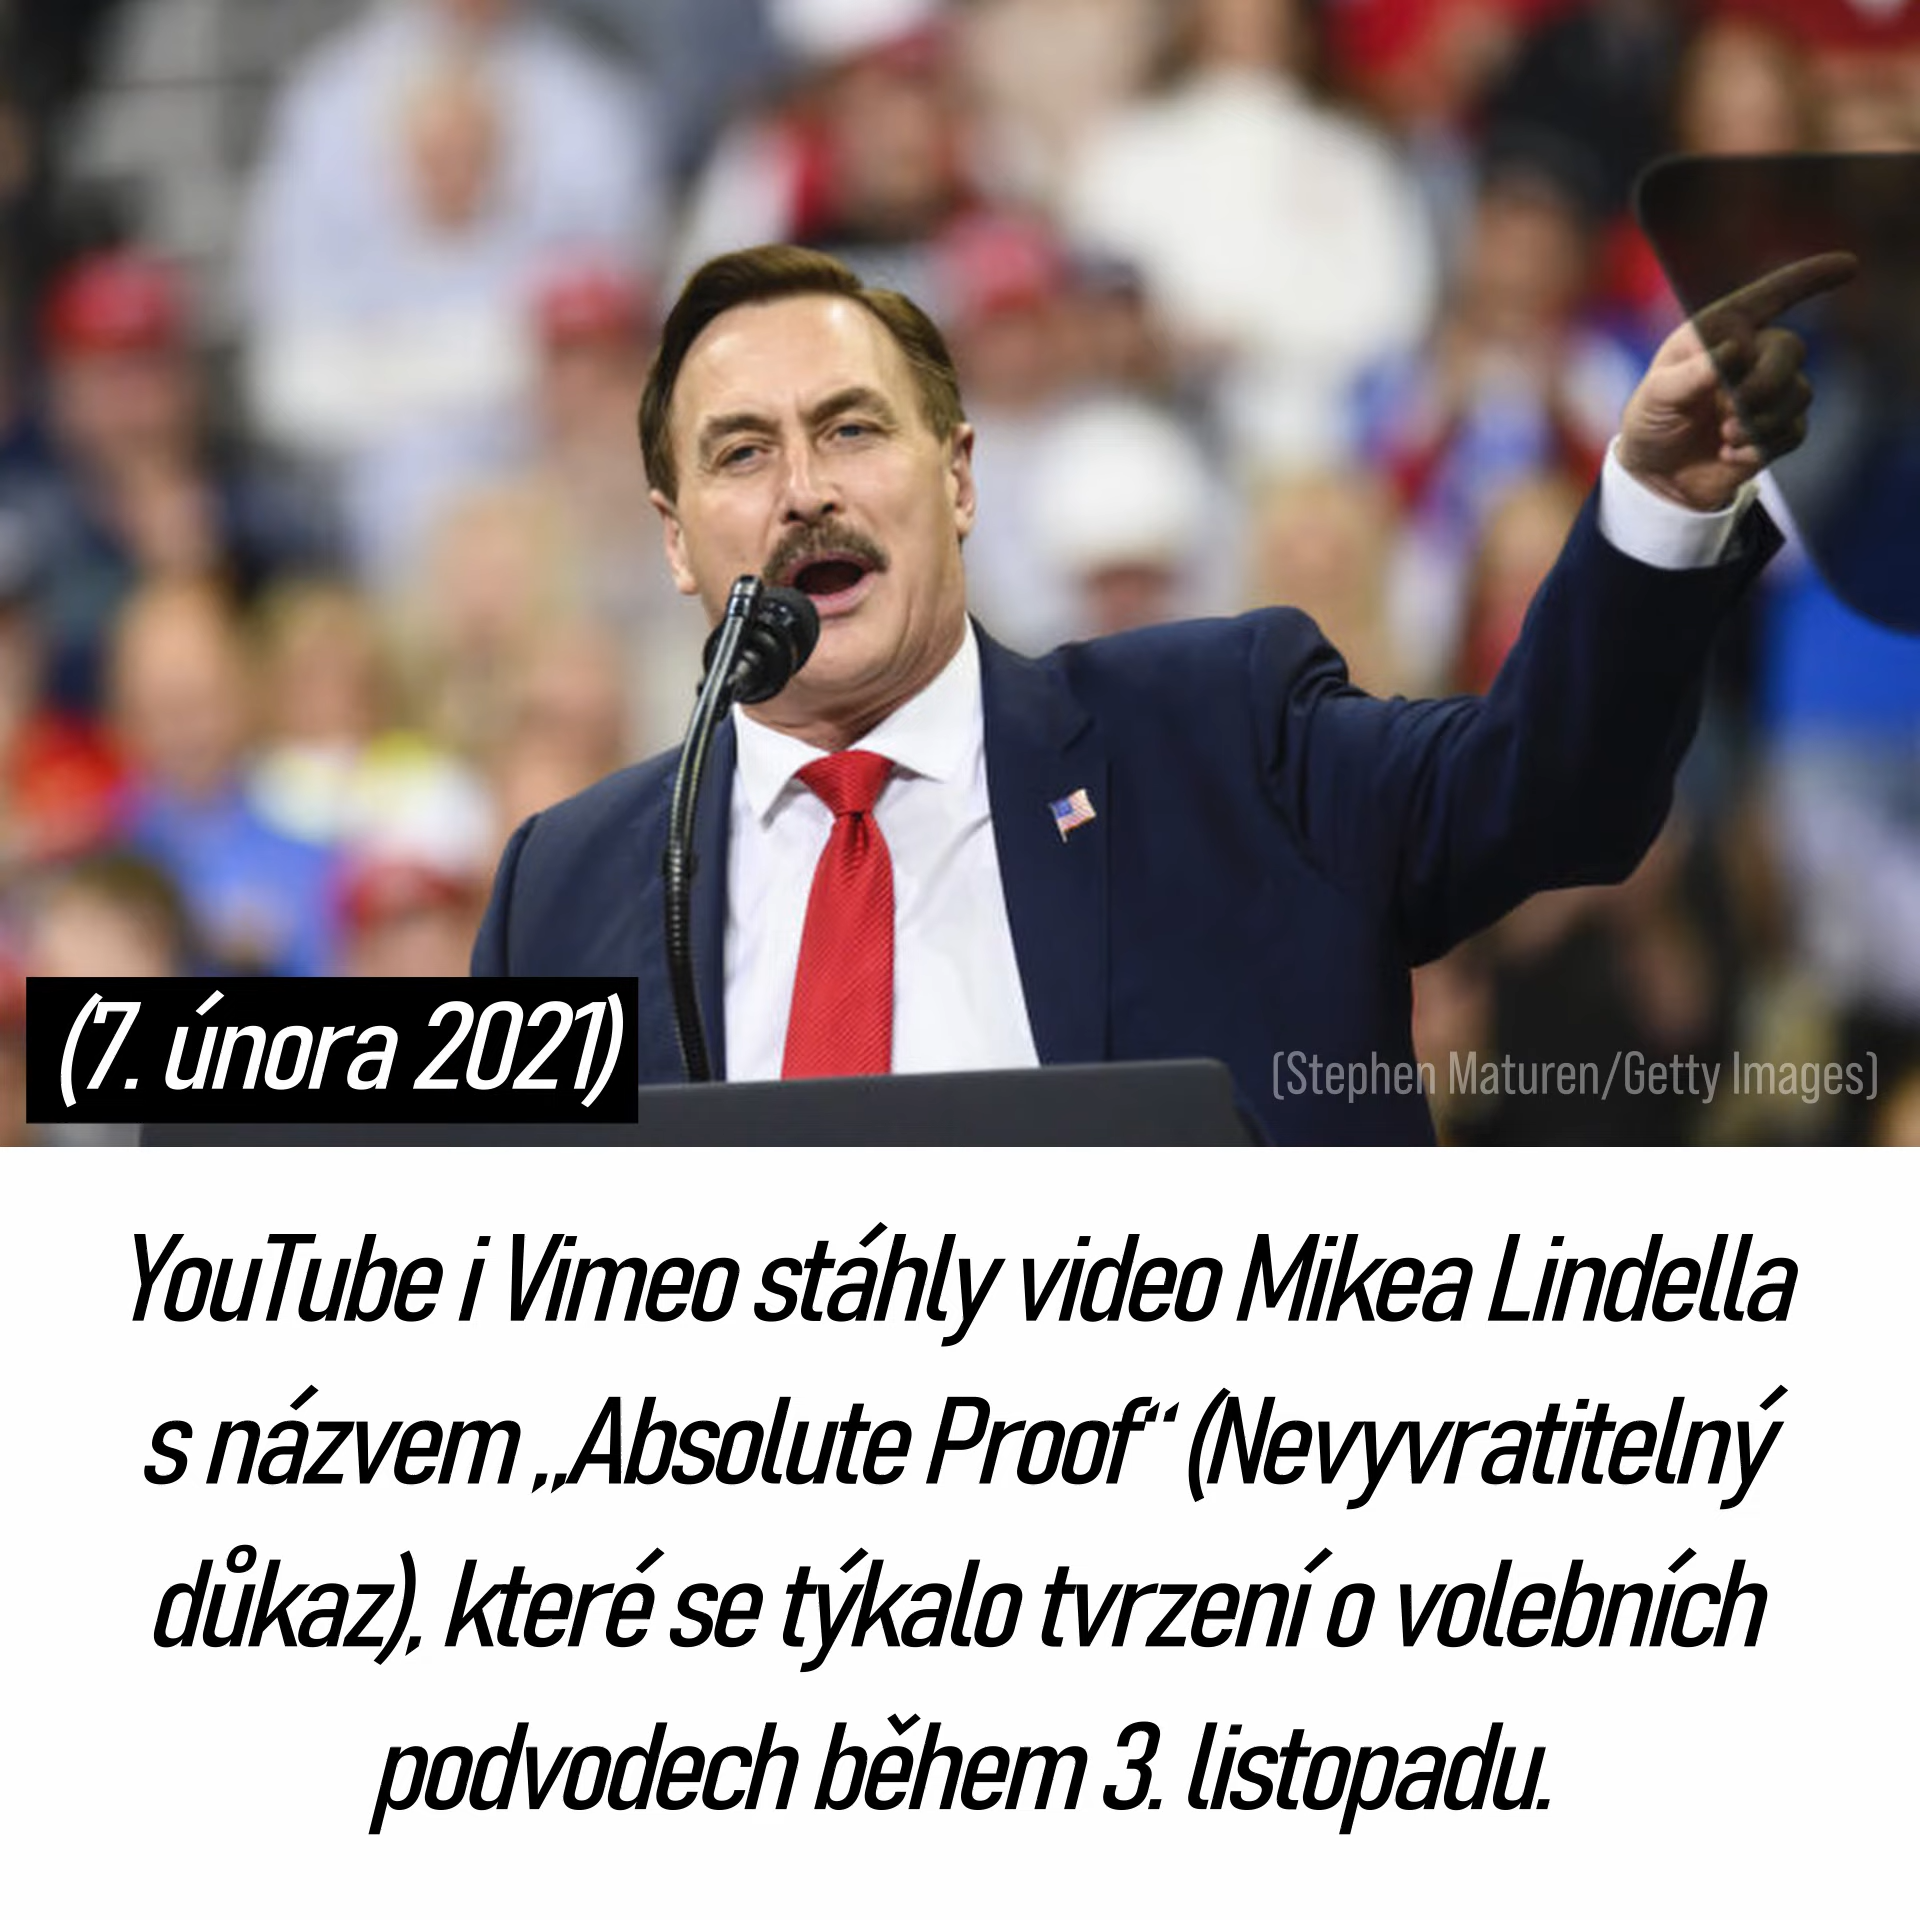 (7. února 2021)
(Stephen Maturen/Getty Images)
YouTube i Vimeo stáhly video Mikea Lindella
s názvem „Absolute Proof“ (Nevyvratitelný
důkaz), které se týkalo tvrzení o volebních
podvodech během 3. listopadu.